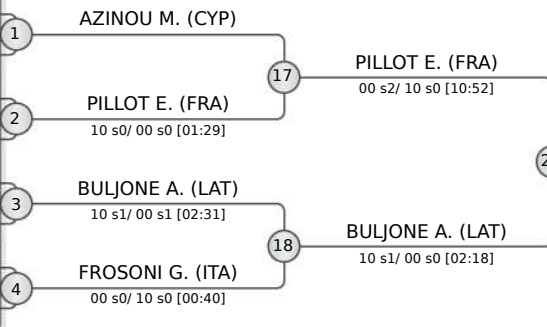 AZINOU M. (CYP)
1
17
PILLOT E. (FRA)
00 s2/ 10 s0 [10:52]
PILLOT E. (FRA)
2
10 s0/ 00 s0 [01:29]
BULJONE A. (LAT)
3
10 s1/ 00 s1 [02:31]
18
BULJONE A. (LAT)
10 s1/ 00 s0 [02:18]
FROSONI G. (ITA)
4
00 s0/ 10 s0 [00:40]